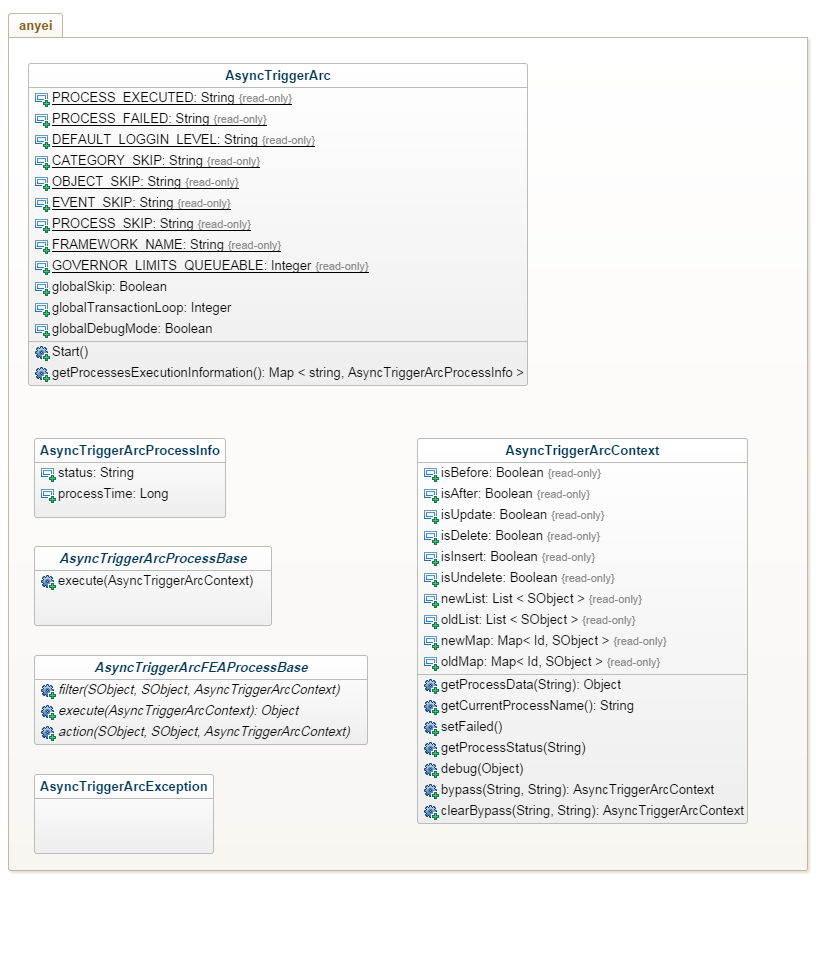 anyei
AsyncTriggerArc
PROCESS_EXECUTED: String {read-only}
PROCESS_FAILED: String {read-only}
DEFAULT_LOGGIN_LEVEL: String {read-only}
CATEGORY_SKIP: String {read-only}
OBJECT_SKIP: String {read-only}
EVENT_SKIP: String {read-only}
PROCESS_SKIP: String {read-only}
FRAMEWORK_NAME: String {read-only}
GOVERNOR_LIMITS_QUEUEABLE: Integer {read-only}
globalSkip: Boolean
globalTransactionLoop: Integer
globalDebugMode: Boolean
Start()
getProcessesExecutionInformation(): Map < string, AsyncTriggerArcProcessInfo >
AsyncTriggerArcProcessInfo
status: String
processTime: Long
AsyncTriggerArcProcessBase
execute(AsyncTriggerArcContext)
AsyncTriggerArcFEAProcessBase
filter(SObject, SObject, AsyncTriggerArcContext)
execute(AsyncTriggerArcContext): Object
action(SObject, SObject, AsyncTriggerArcContext)
AsyncTriggerArcException
AsyncTriggerArcContext
isBefore: Boolean {read-only}
isAfter: Boolean {read-only}
isUpdate: Boolean {read-only}
isDelete: Boolean {read-only}
isInsert: Boolean {read-only}
isUndelete: Boolean {read-only}
newList: List < SObject > {read-only}
oldList: List < SObject > {read-only}
newMap: Map< Id, SObject > {read-only}
oldMap: Map< Id, SObject > {read-only}
getProcessData(String): Object
getCurrentProcessName(): String
setFailed()
getProcessStatus(String)
debug(Object)
bypass(String, String): AsyncTriggerArcContext
clearBypass(String, String): AsyncTriggerArcContext